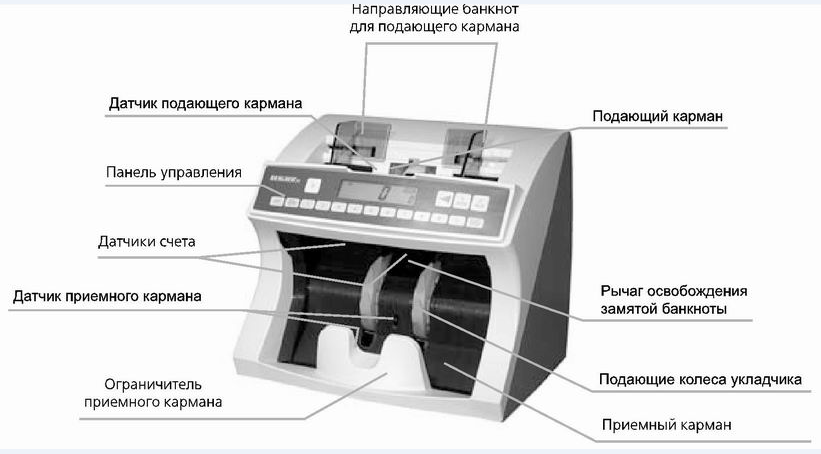 Направляющие банкнот
для подающего кармана
Датчик подающего кармана
Подающий карман
Панель управления
Датчики счета
Датчик приемного кармана
Рычаг освобождения
замятой банкноты
Ограничитель
приемного кармана
Подающие колеса укладчика
Приемный карман
0